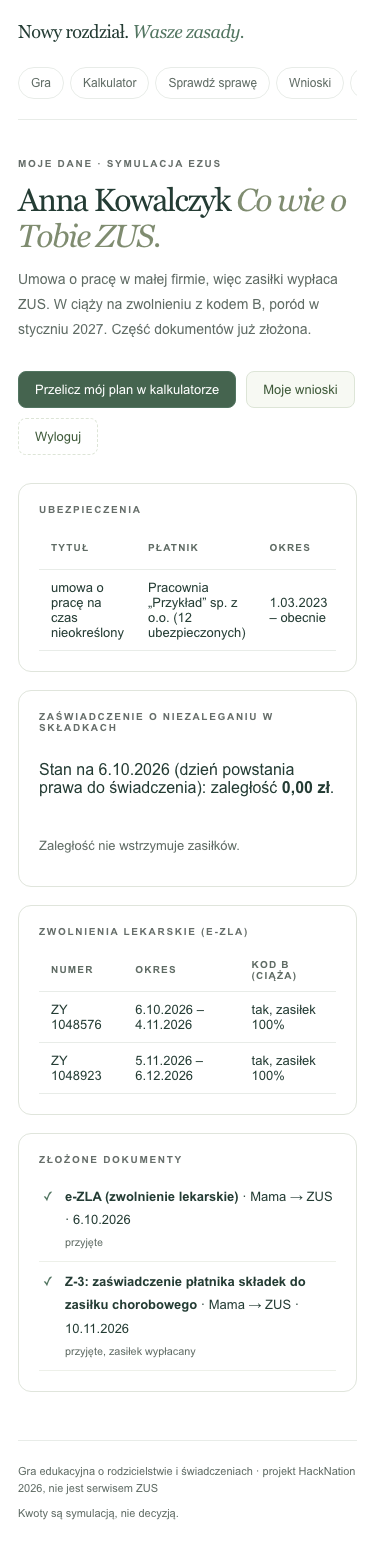 Nowy rozdział. Wasze zasady.
Gra
Kalkulator
Sprawdź sprawę
Wnioski
MOJE DANE · SYMULACJA EZUS
Anna Kowalczyk Co wie o
Tobie ZUS.
Umowa o pracę w małej firmie, więc zasiłki wypłaca
ZUS. W ciąży na zwolnieniu z kodem B, poród w
styczniu 2027. Część dokumentów już złożona.
Przelicz mój plan w kalkulatorze
Moje wnioski
Wyloguj
UBEZPIECZENIA
TYTUŁ PŁATNIK OKRES
umowa o
pracę na
czas
nieokreślony
Pracownia
„Przykład” sp. z
o.o. (12
ubezpieczonych)
1.03.2023
– obecnie
ZAŚWIADCZENIE O NIEZALEGANIU W
SKŁADKACH
Stan na 6.10.2026 (dzień powstania
prawa do świadczenia): zaległość 0,00 zł.
Zaległość nie wstrzymuje zasiłków.
ZWOLNIENIA LEKARSKIE (E-ZLA)
NUMER
OKRES
KOD B
(CIĄŻA)
ZY
1048576
6.10.2026 –
4.11.2026
tak, zasiłek
100%
ZY
1048923
5.11.2026 –
6.12.2026
tak, zasiłek
100%
ZŁOŻONE DOKUMENTY
✓ e-ZLA (zwolnienie lekarskie) · Mama → ZUS
· 6.10.2026
przyjęte
✓ Z-3: zaświadczenie płatnika składek do
zasiłku chorobowego · Mama → ZUS ·
10.11.2026
przyjęte, zasiłek wypłacany
Gra edukacyjna o rodzicielstwie i świadczeniach · projekt HackNation
2026, nie jest serwisem ZUS
Kwoty są symulacją, nie decyzją.